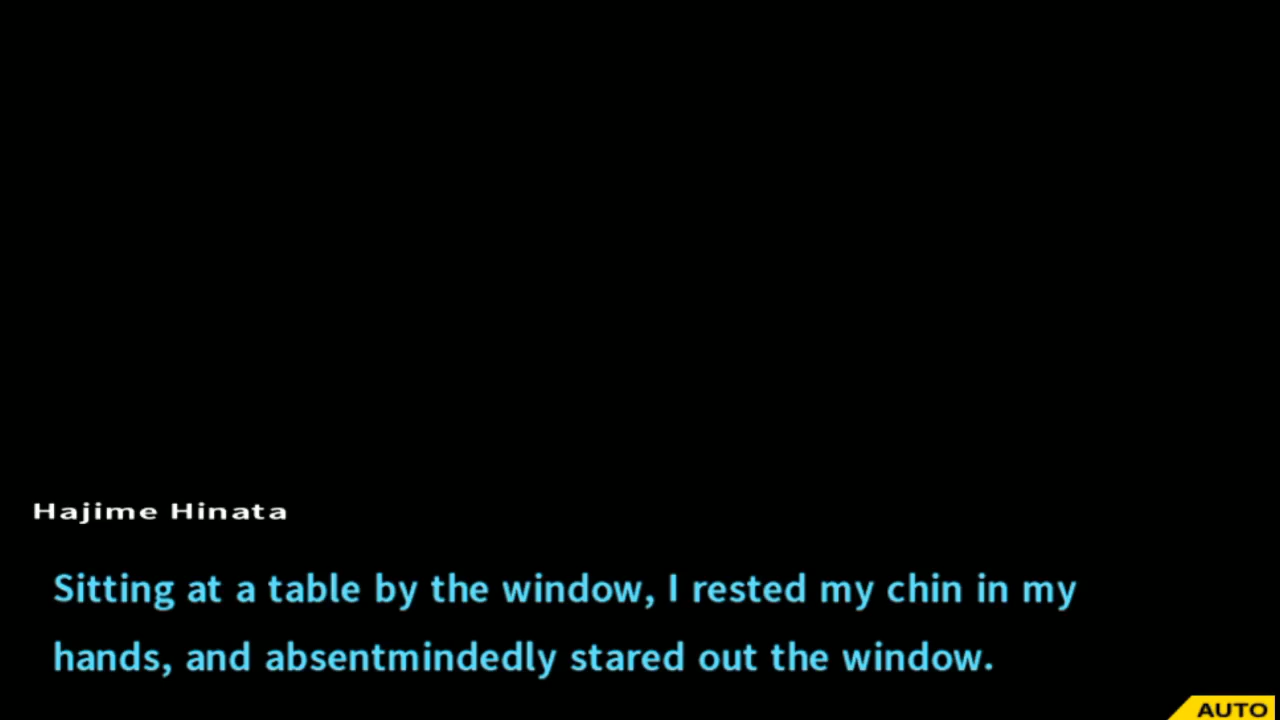 Hajime Hinata
Sitting at a table by the window, I rested my chin in my
hands, and absentmindedly stared out the window.
AUTO